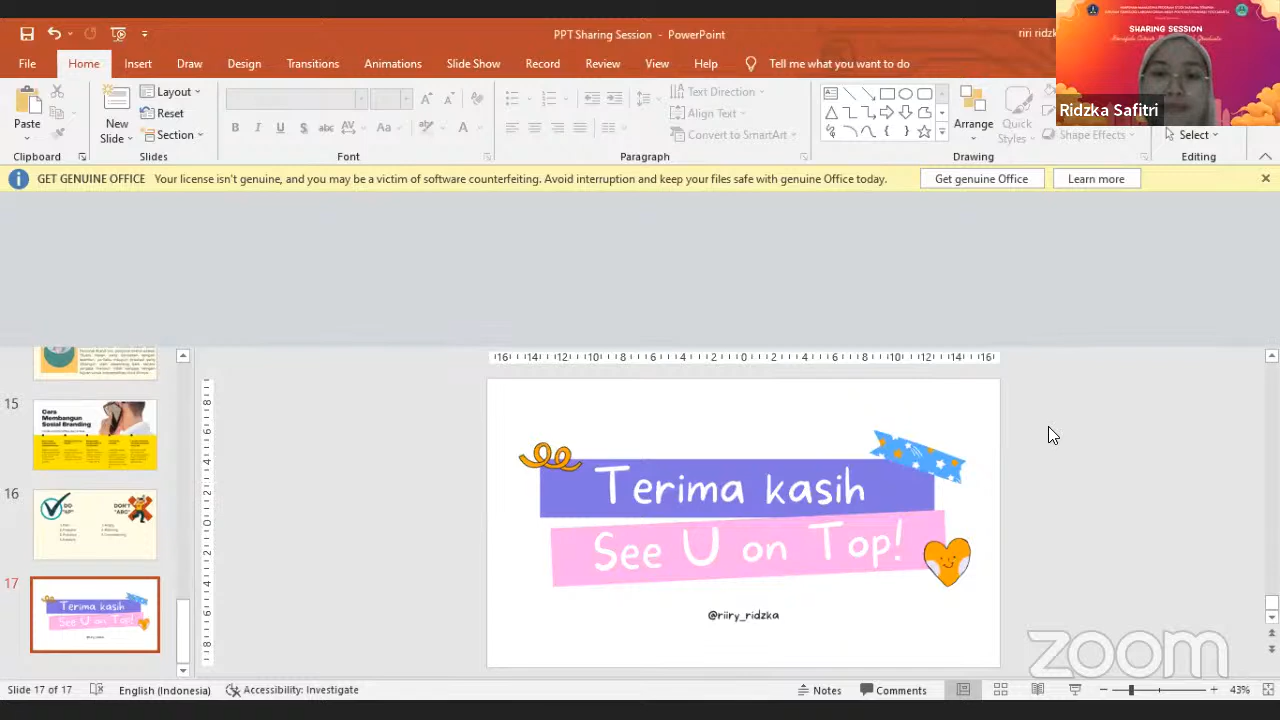 PPT Sharing Session - PowerPoint
riri ridzk
File Home Insert Draw Design Transitions Animations Slide Show Record Review View Help Tell me what you want to do
Paste
New Slide
Layout
Reset
Section
Text Direction
Align Text
Convert to SmartArt
Arrange
Quick Styles
Shape Effects
Select
Clipboard Slides Font Paragraph Drawing Editing
SHARING SESSION
Ridzka Safitri
GET GENUINE OFFICE Your license isn't genuine, and you may be a victim of software counterfeiting. Avoid interruption and keep your files safe with genuine Office today. Get genuine Office Learn more
15
Cara
Membangun
Sosial Branding
16
DO
DON'T
17
Terima kasih
See U on Top!
Terima kasih
See U on Top!
@riiry_ridzka
zoom
Slide 17 of 17 English (Indonesia) Accessibility: Investigate Notes Comments 43%